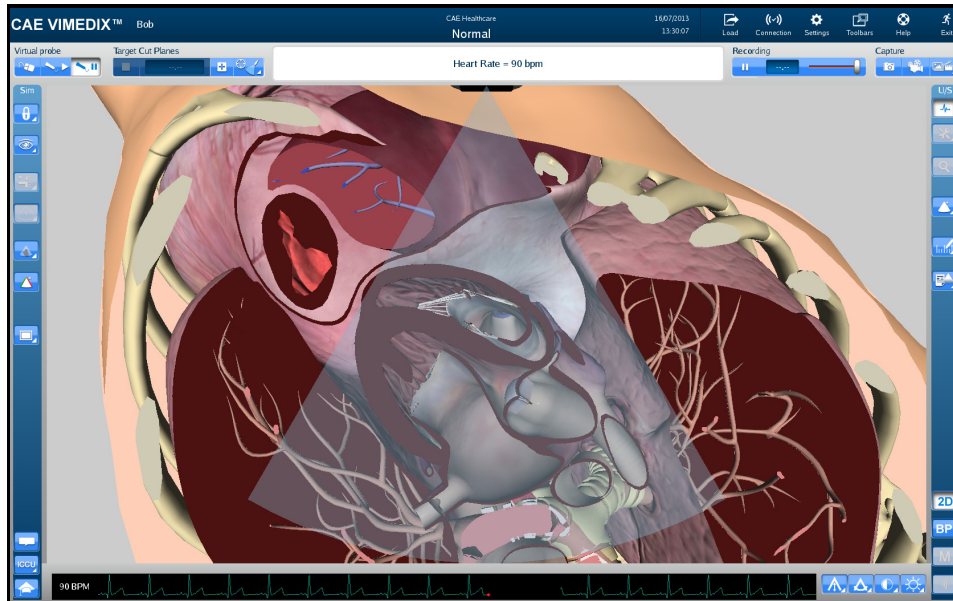 CAE VIMEDIX™ Bob
CAE Healthcare
Normal
16/07/2013
13:30:07
Load
Connection
Settings
Toolbars
Help
Exit
Virtual probe
Target Cut Planes
--.--
Heart Rate = 90 bpm
Recording
--.--
Capture
Sim
U/S
2D
BP
M
ICCU
90 BPM